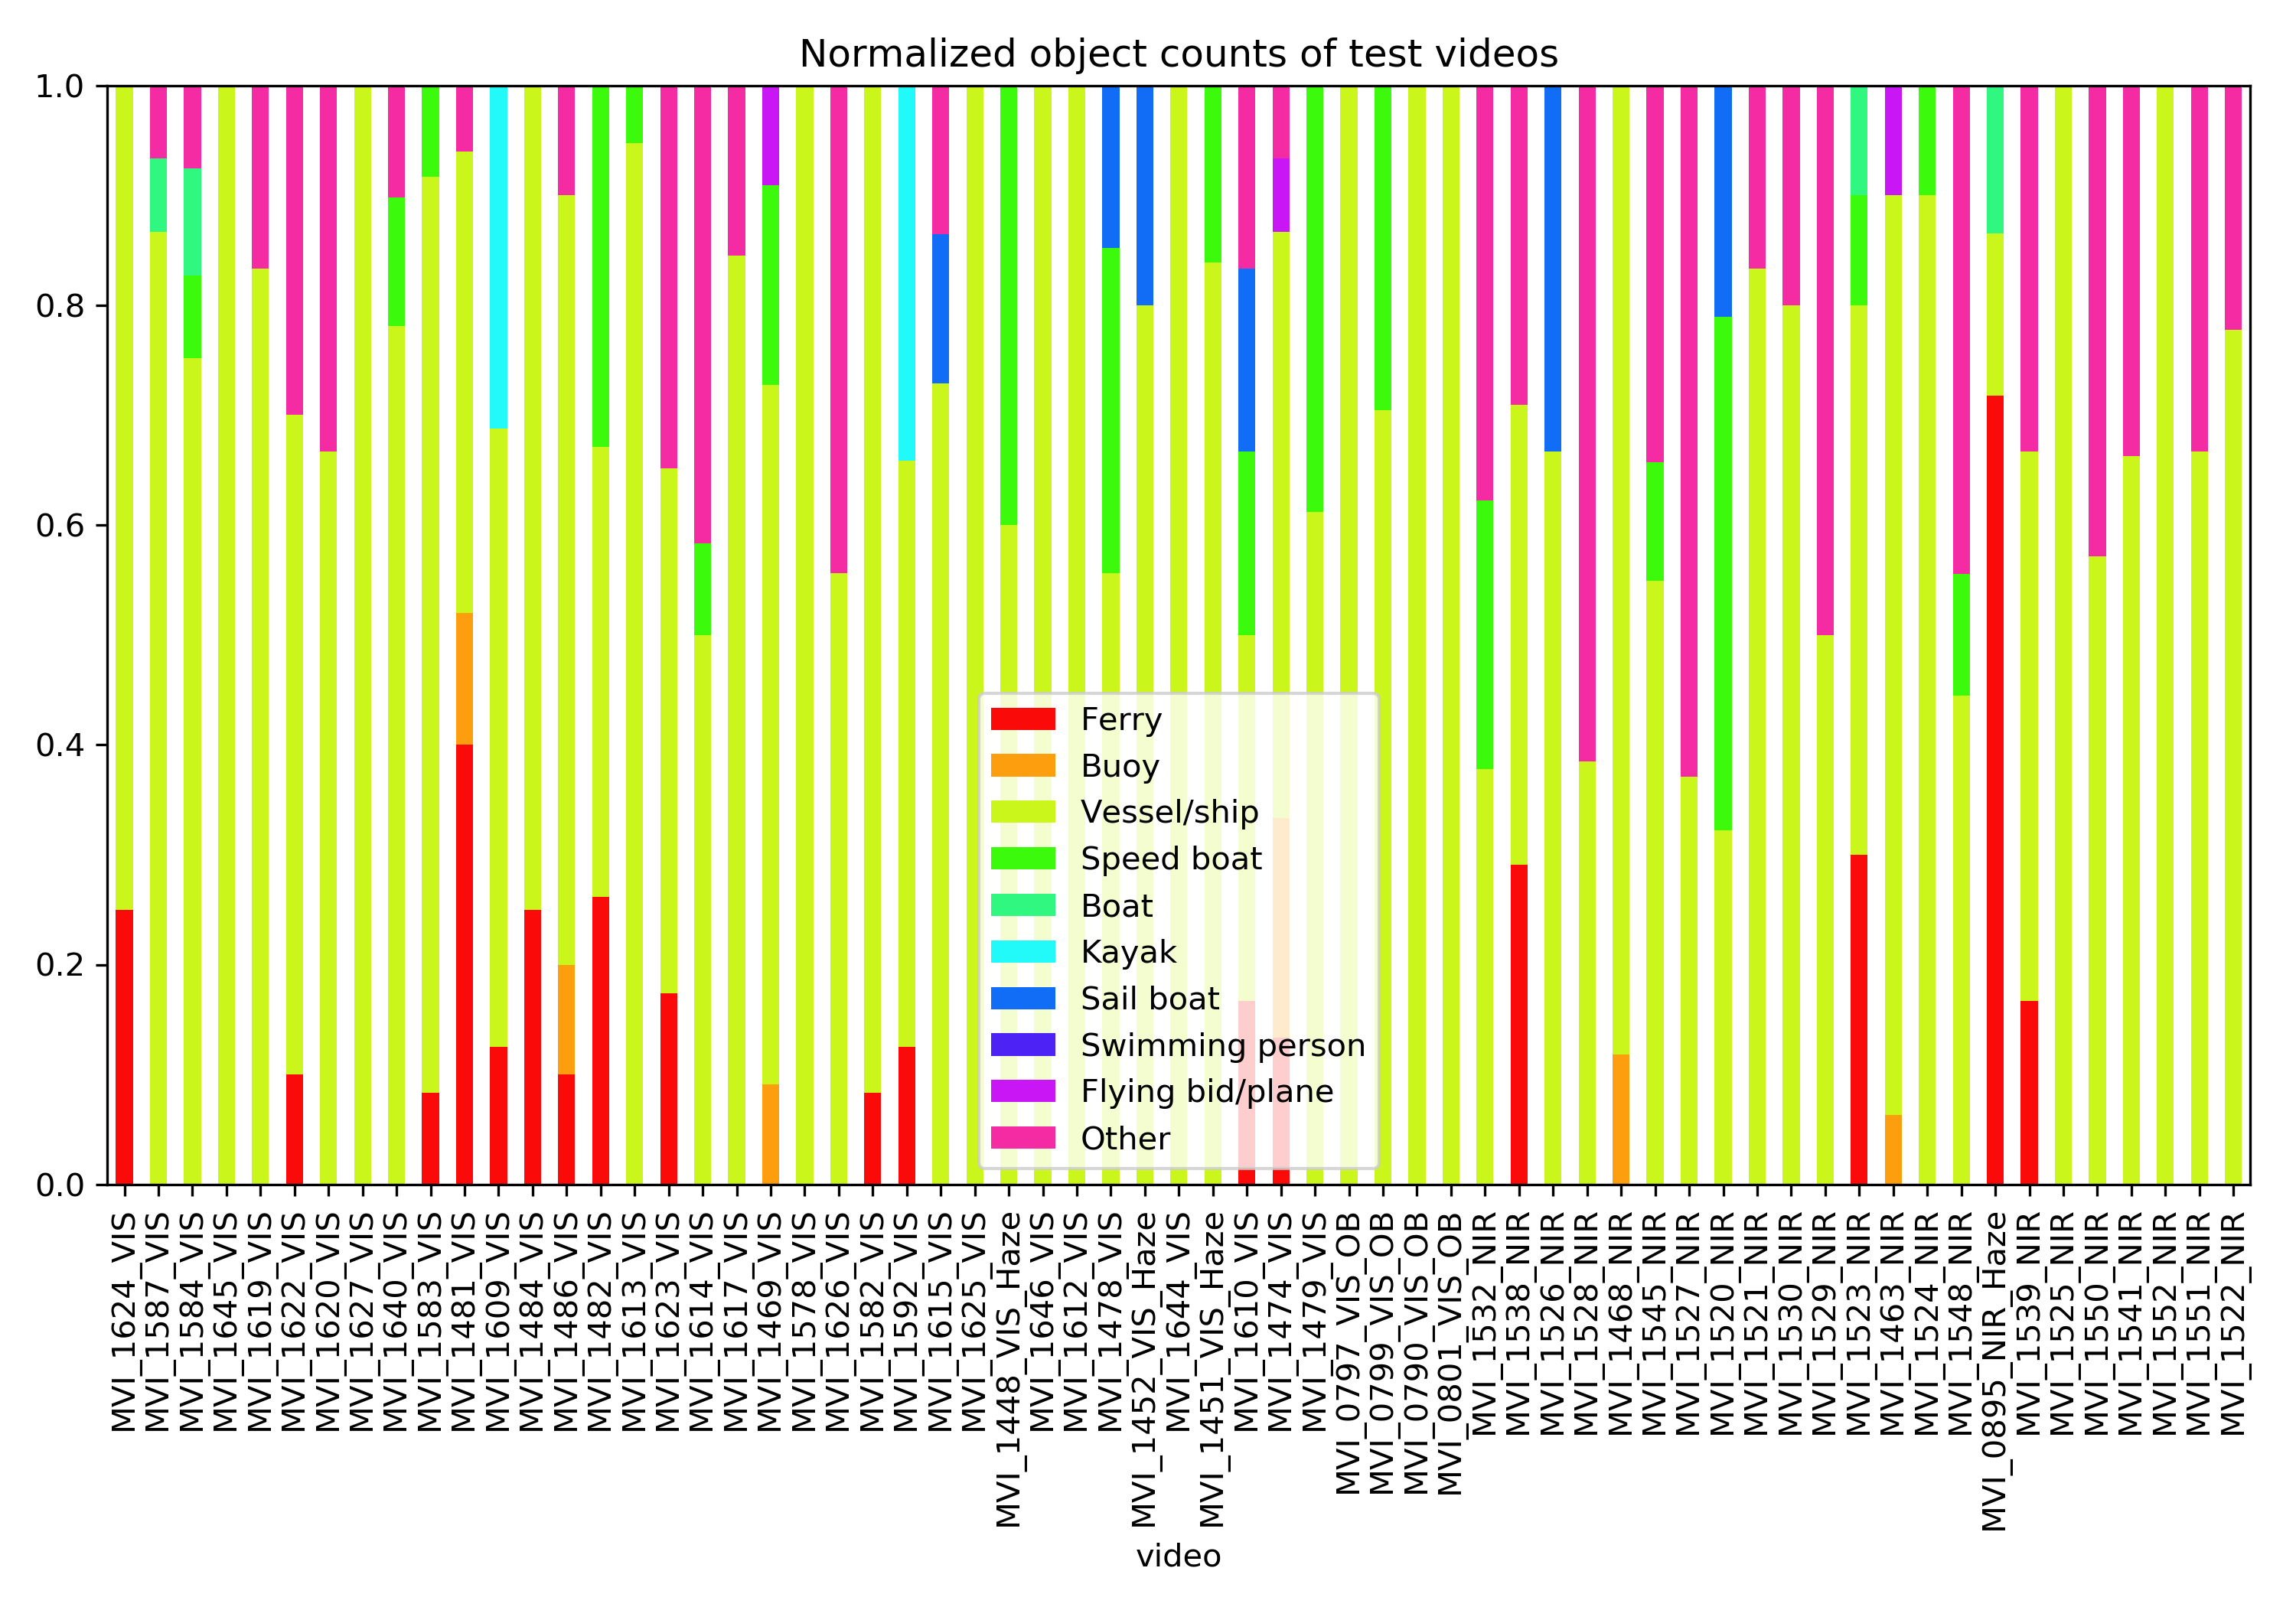 Normalized object counts of test videos
1.0
0.8
0.6
0.4
0.2
0.0
Ferry
Buoy
Vessel/ship
Speed boat
Boat
Kayak
Sail boat
Swimming person
Flying bid/plane
Other
MVI_1624_VIS
MVI_1587_VIS
MVI_1584_VIS
MVI_1645_VIS
MVI_1619_VIS
MVI_1622_VIS
MVI_1620_VIS
MVI_1627_VIS
MVI_1640_VIS
MVI_1583_VIS
MVI_1481_VIS
MVI_1609_VIS
MVI_1484_VIS
MVI_1486_VIS
MVI_1482_VIS
MVI_1613_VIS
MVI_1623_VIS
MVI_1614_VIS
MVI_1617_VIS
MVI_1469_VIS
MVI_1578_VIS
MVI_1626_VIS
MVI_1582_VIS
MVI_1592_VIS
MVI_1615_VIS
MVI_1625_VIS
MVI_1448_VIS_Haze
MVI_1646_VIS
MVI_1612_VIS
MVI_1478_VIS
MVI_1452_VIS_Haze
MVI_1644_VIS
MVI_1451_VIS_Haze
MVI_1610_VIS
MVI_1474_VIS
MVI_1479_VIS
MVI_0797_VIS_OB
MVI_0799_VIS_OB
MVI_0790_VIS_OB
MVI_0801_VIS_OB
MVI_1532_NIR
MVI_1538_NIR
MVI_1526_NIR
MVI_1528_NIR
MVI_1468_NIR
MVI_1545_NIR
MVI_1527_NIR
MVI_1520_NIR
MVI_1521_NIR
MVI_1530_NIR
MVI_1529_NIR
MVI_1523_NIR
MVI_1463_NIR
MVI_1524_NIR
MVI_1548_NIR
MVI_0895_NIR_Haze
MVI_1539_NIR
MVI_1525_NIR
MVI_1550_NIR
MVI_1541_NIR
MVI_1552_NIR
MVI_1551_NIR
MVI_1522_NIR
video